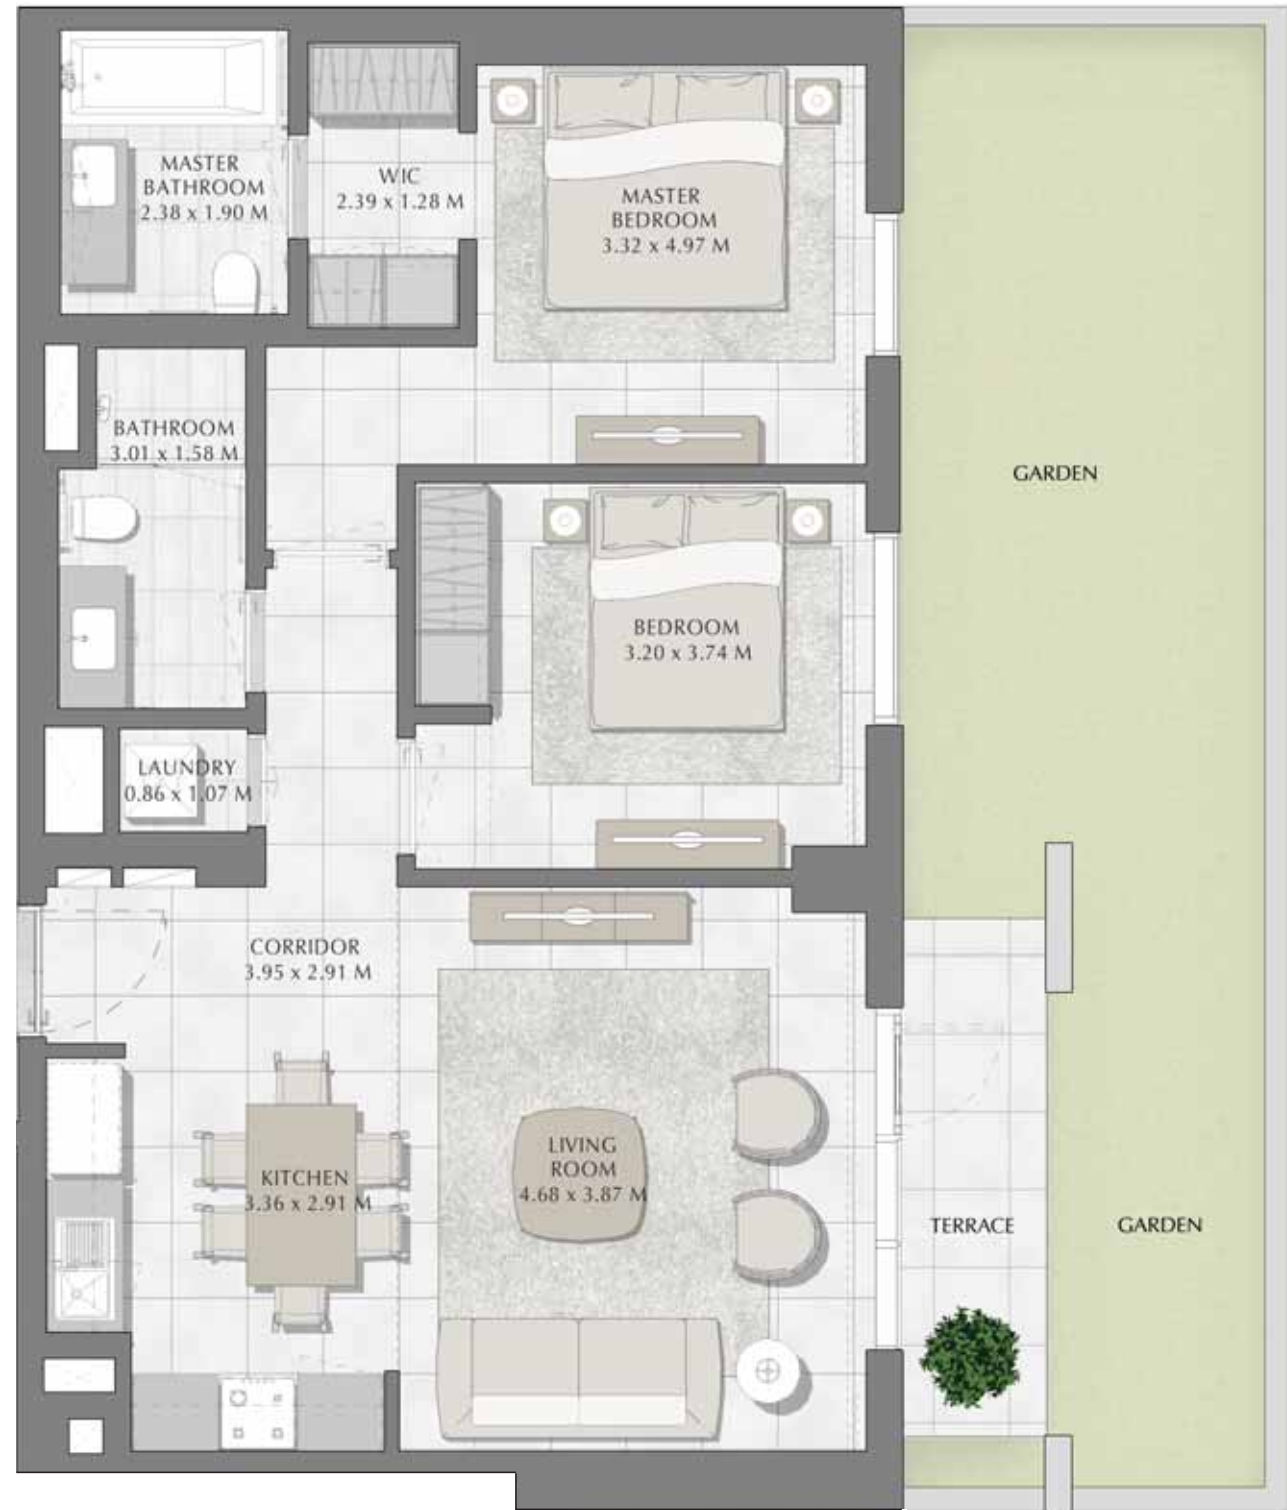 MASTER
BATHROOM
2.38 x 1.90 M
WIC
2.39 x 1.28 M
MASTER
BEDROOM
3.32 x 4.97 M
BATHROOM
3.01 x 1.58 M
GARDEN
BEDROOM
3.20 x 3.74 M
LAUNDRY
0.86 x 1.07 M
CORRIDOR
3.95 x 2.91 M
LIVING
ROOM
4.68 x 3.87 M
KITCHEN
3.36 x 2.91 M
TERRACE
GARDEN